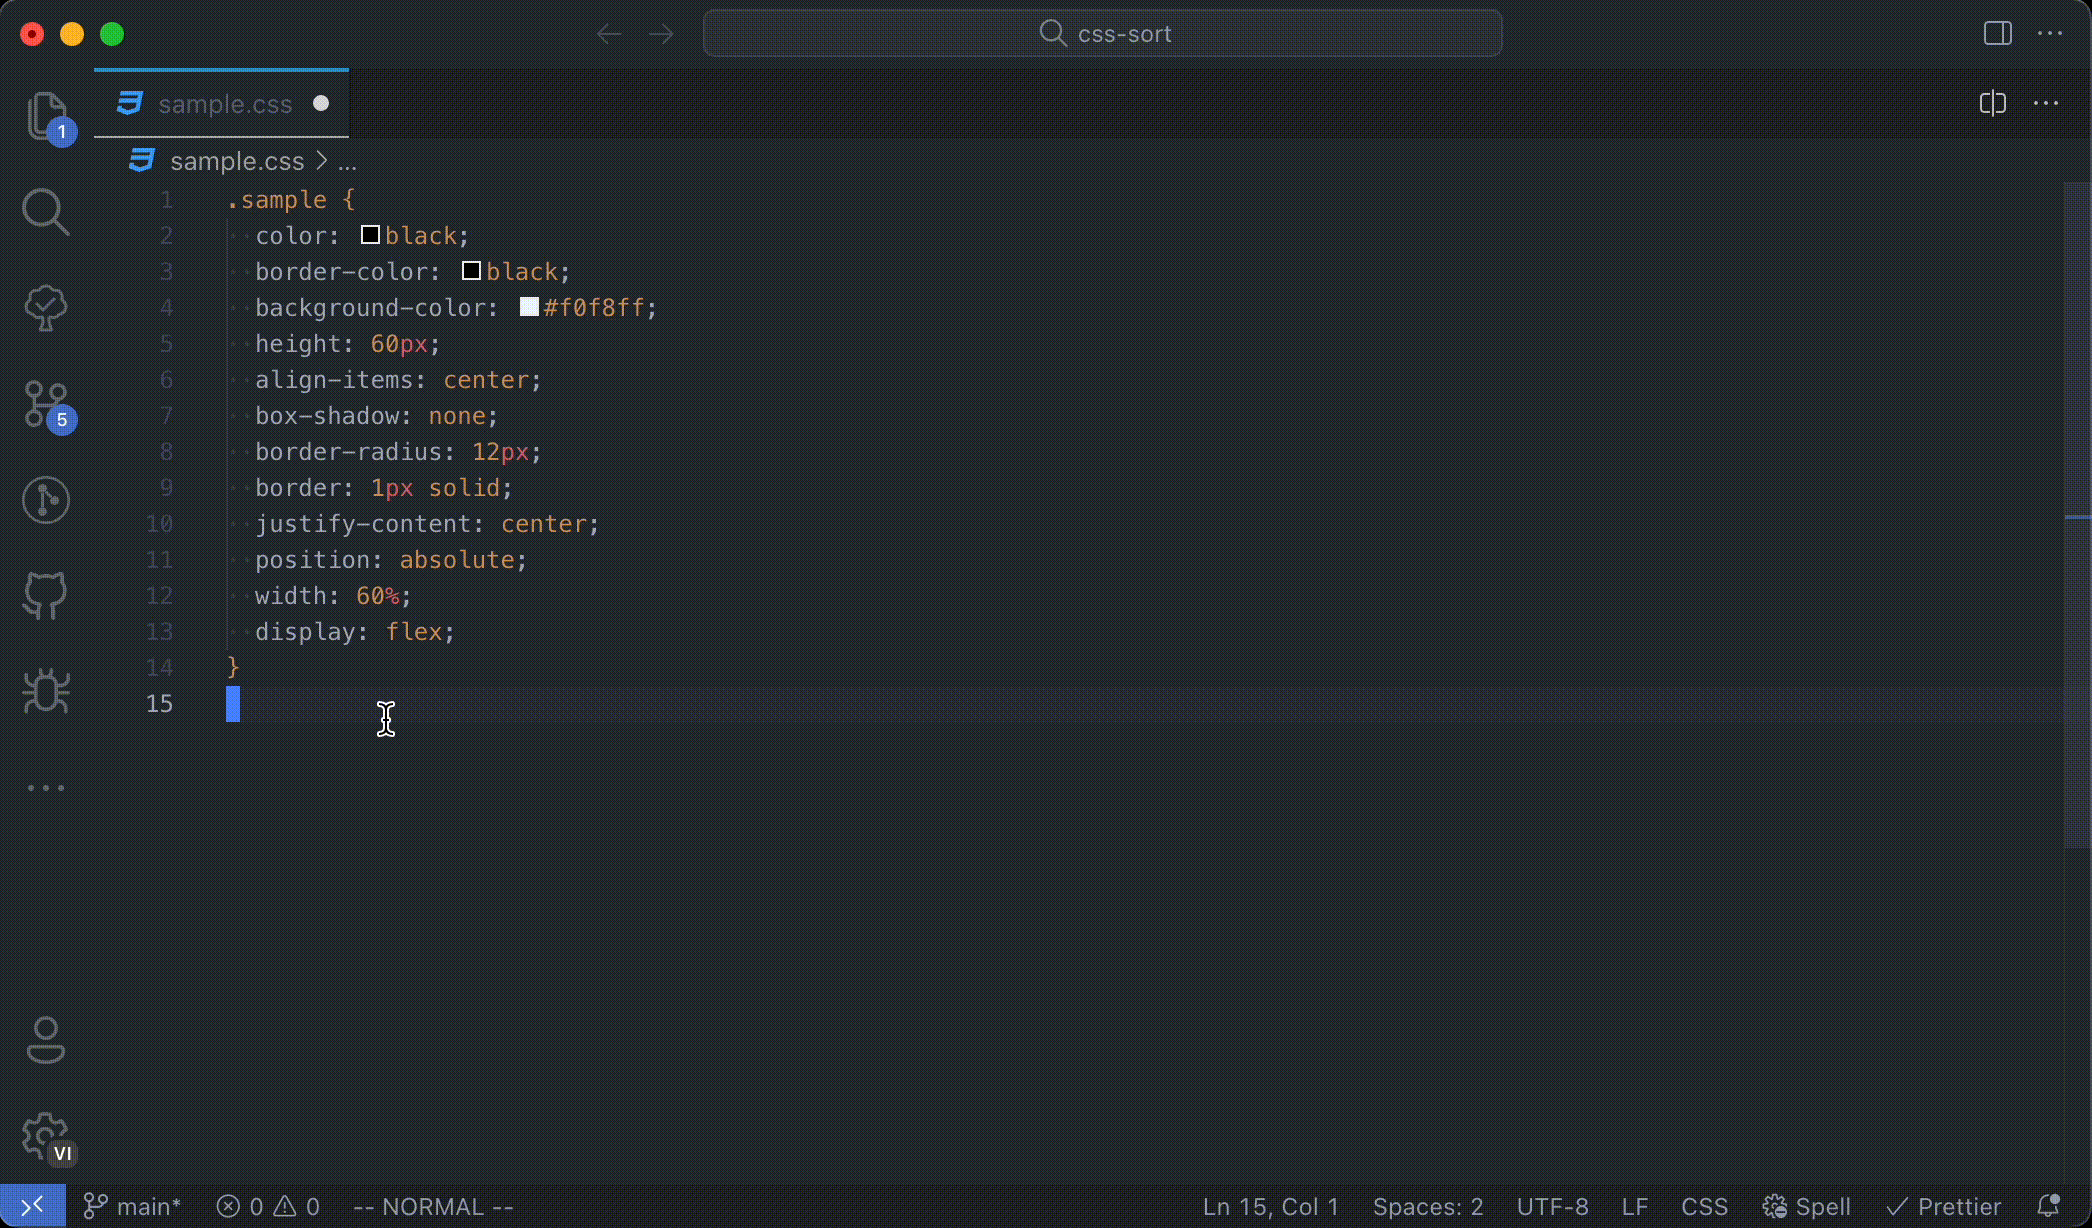 css-sort
sample.css
1
sample.css > ...
1 .sample {
2 color: black;
3 border-color: black;
4 background-color: #f0f8ff;
5 height: 60px;
6 align-items: center;
7 box-shadow: none;
8 border-radius: 12px;
9 border: 1px solid;
10 justify-content: center;
11 position: absolute;
12 width: 60%;
13 display: flex;
14 }
15
5
VI
main* 0 0 -- NORMAL -- Ln 15, Col 1 Spaces: 2 UTF-8 LF CSS Spell Prettier